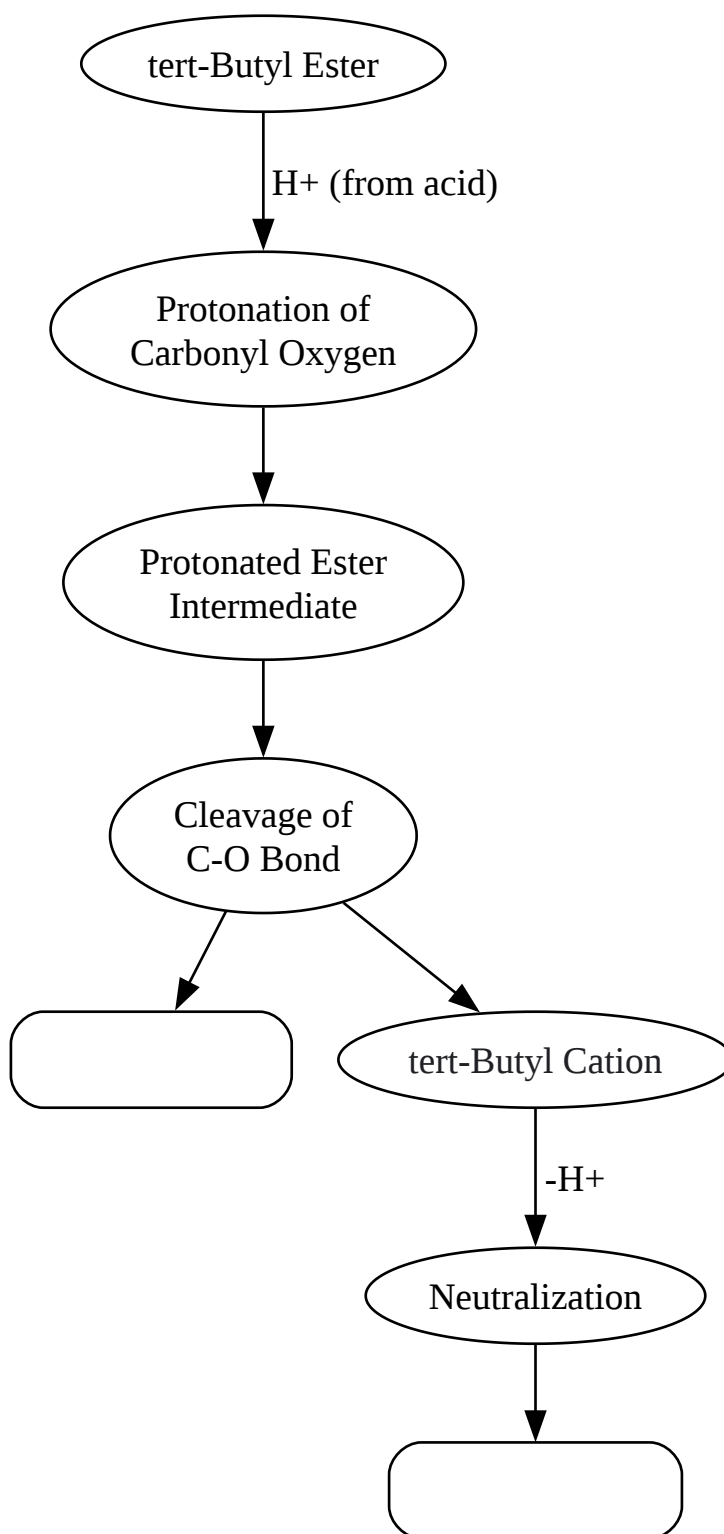 tert-Butyl Ester
H+ (from acid)
Protonation of
Carbonyl Oxygen
Protonated Ester
Intermediate
Cleavage of
C-O Bond
tert-Butyl Cation
-H+
Neutralization